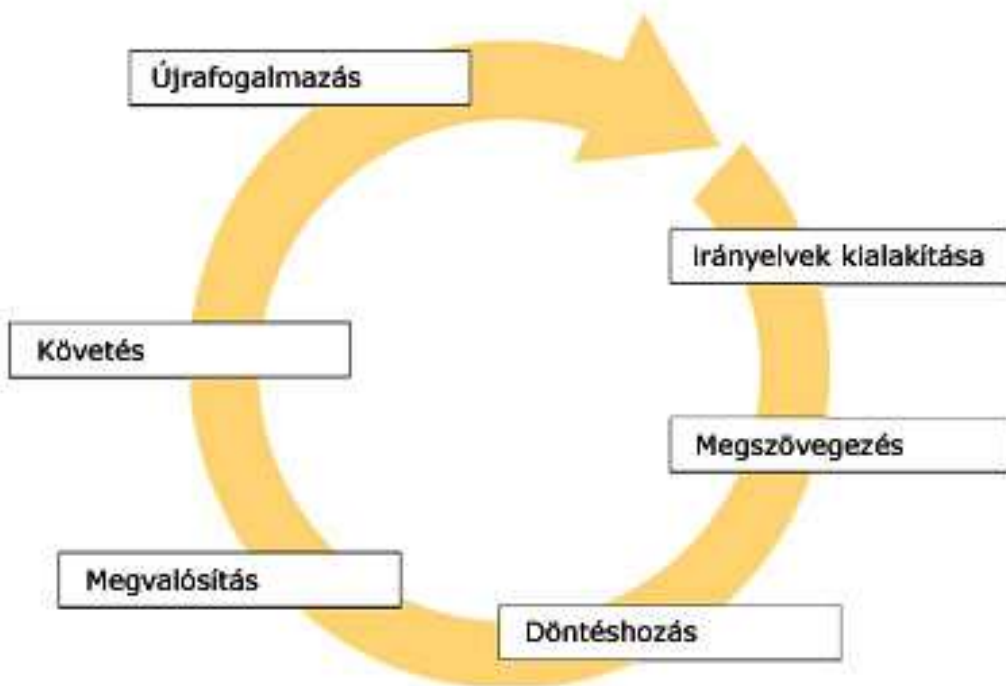 Újrafogalmazás
Irányelvek kialakítása
Követés
Megszövegezés
Megvalósítás
Döntéshozás